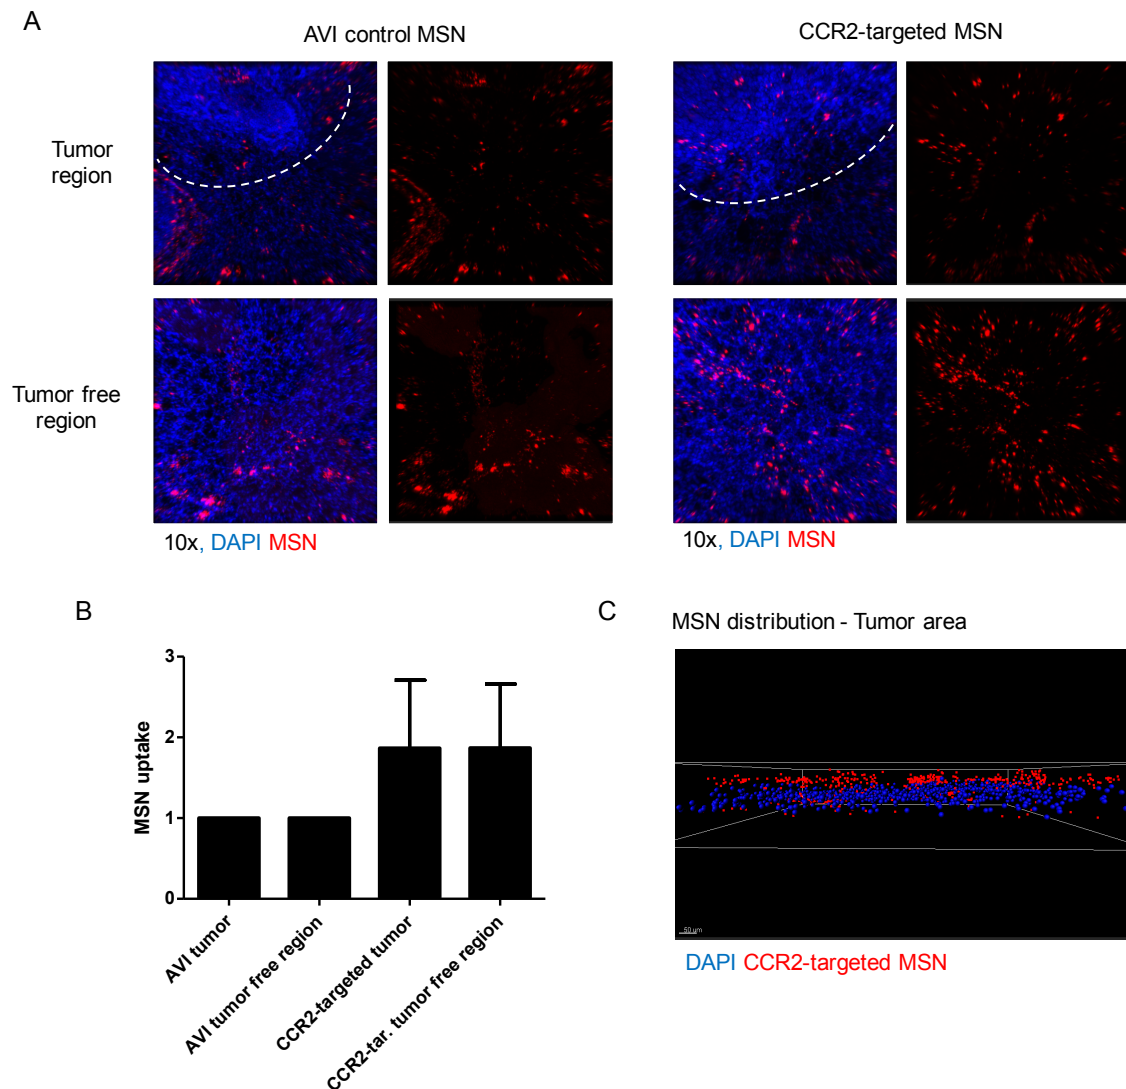 A
AVI control MSN
CCR2-targeted MSN
Tumor
region
Tumor free
region
10x, DAPI MSN
10x, DAPI MSN
B
MSN uptake
3
2
1
0
AVI tumor
AVI tumor free region
CCR2-targeted tumor
CCR2-tar. tumor free region
C
MSN distribution - Tumor area
50 µm
DAPI CCR2-targeted MSN